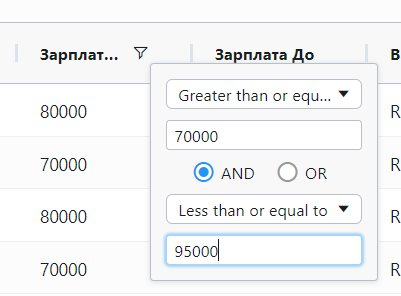 Зарплат... Зарплата До В
80000 R
Greater than or equ...
70000
70000 R
AND OR
80000 Less than or equal to R
95000
70000 R